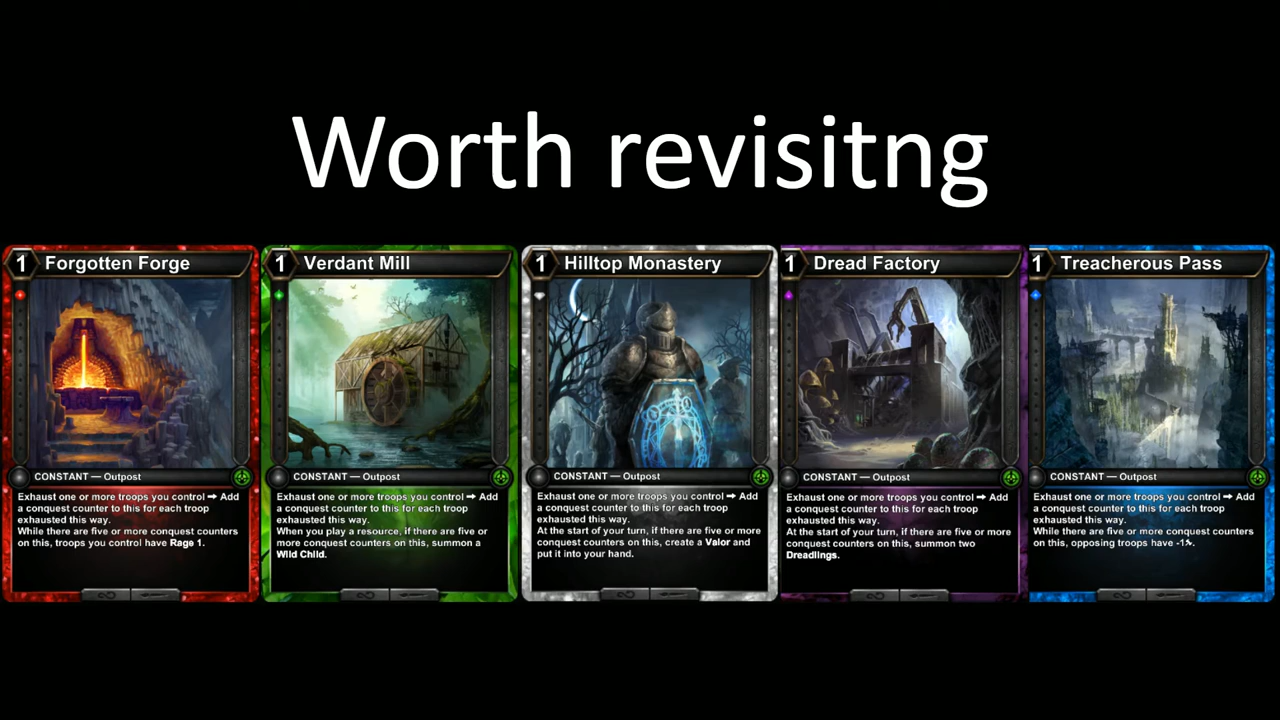 Worth revisitng
1 Forgotten Forge
CONSTANT — Outpost
Exhaust one or more troops you control ➡ Add
a conquest counter to this for each troop
exhausted this way.
While there are five or more conquest counters
on this, troops you control have Rage 1.
1 Verdant Mill
CONSTANT — Outpost
Exhaust one or more troops you control ➡ Add
a conquest counter to this for each troop
exhausted this way.
When you play a resource, if there are five or
more conquest counters on this, summon a
Wild Child.
1 Hilltop Monastery
CONSTANT — Outpost
Exhaust one or more troops you control ➡ Add
a conquest counter to this for each troop
exhausted this way.
At the start of your turn, if there are five or more
conquest counters on this, create a Valor and
put it into your hand.
1 Dread Factory
CONSTANT — Outpost
Exhaust one or more troops you control ➡ Add
a conquest counter to this for each troop
exhausted this way.
At the start of your turn, if there are five or more
conquest counters on this, summon two
Dreadlings.
1 Treacherous Pass
CONSTANT — Outpost
Exhaust one or more troops you control ➡ Add
a conquest counter to this for each troop
exhausted this way.
While there are five or more conquest counters
on this, opposing troops have -1.